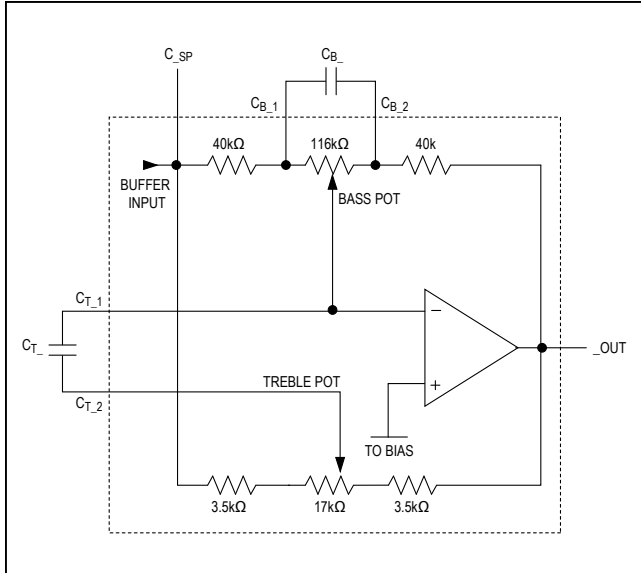 C_SP
C_B_
C_B_1
C_B_2
40kΩ
116kΩ
40k
BUFFER
INPUT
BASS POT
C_T_1
C_T_
−
+
_OUT
C_T_2
TREBLE POT
TO BIAS
3.5kΩ
17kΩ
3.5kΩ